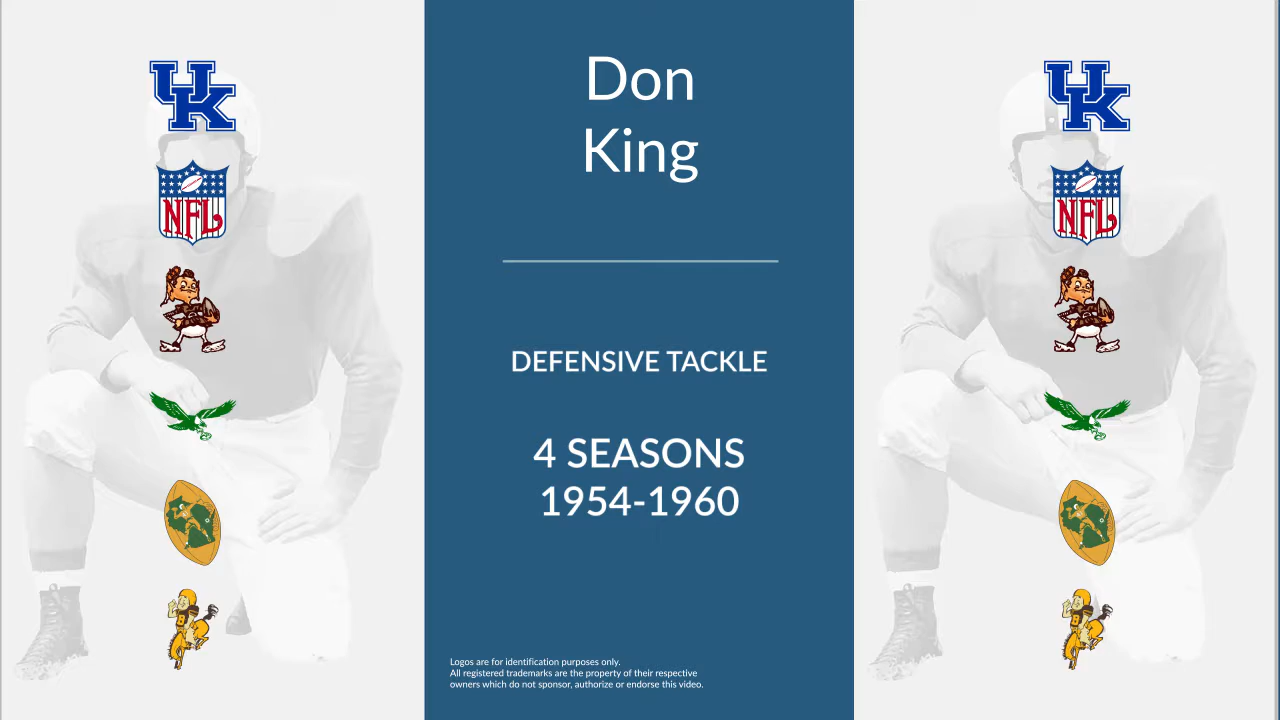 UK
NFL
Don
King
DEFENSIVE TACKLE
4 SEASONS
1954-1960
Logos are for identification purposes only.
All registered trademarks are the property of their respective
owners which do not sponsor, authorize or endorse this video.
UK
NFL